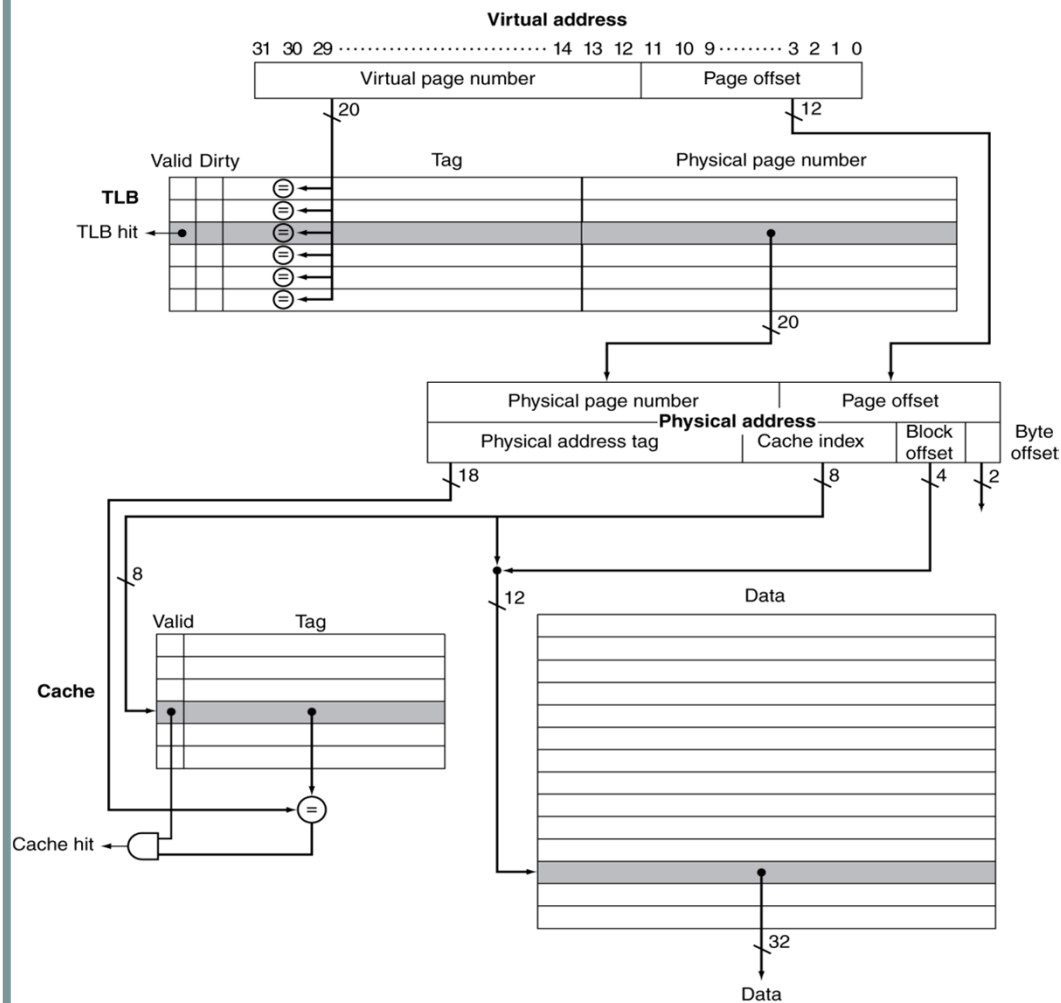 Virtual address
31 30 29 ........................... 14 13 12 11 10 9 ......... 3 2 1 0
Virtual page number Page offset
20 12
Valid Dirty Tag Physical page number
TLB
=
=
TLB hit =
=
=
=
20
Physical page number Page offset
Physical address
Physical address tag Cache index Block offset Byte offset
18 8 4 2
8
12
Data
Valid Tag
Cache
=
Cache hit
32
Data